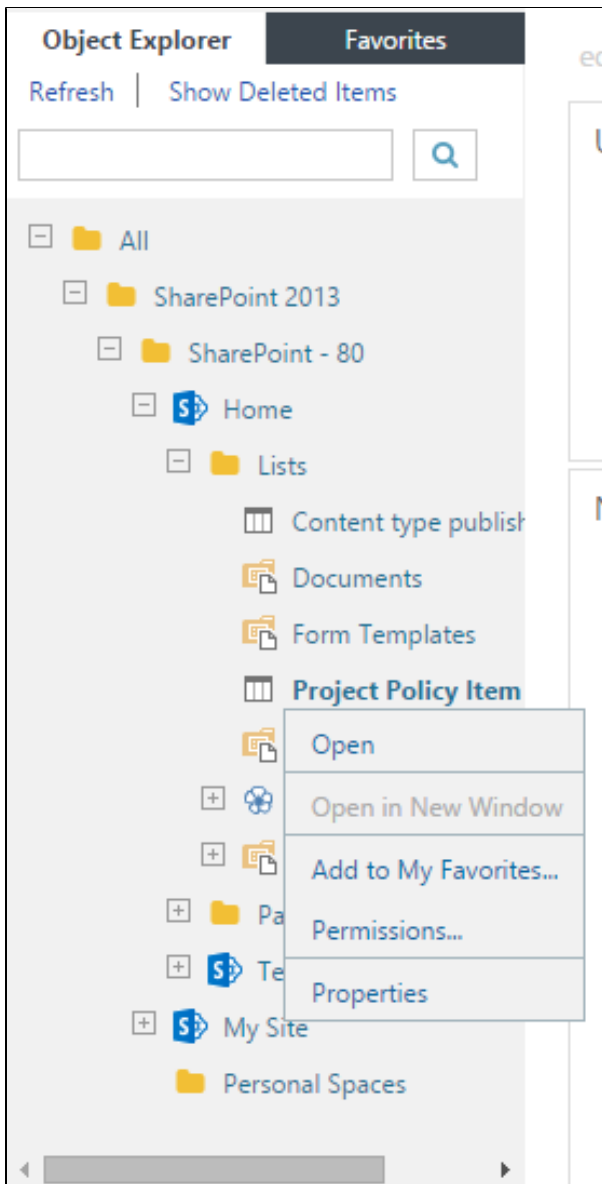 Object Explorer Favorites
Refresh Show Deleted Items
All
SharePoint 2013
SharePoint - 80
Home
Lists
Content type publish
Documents
Form Templates
Project Policy Item
Open
Open in New Window
Add to My Favorites...
Pa
Permissions...
Te
Properties
My Site
Personal Spaces